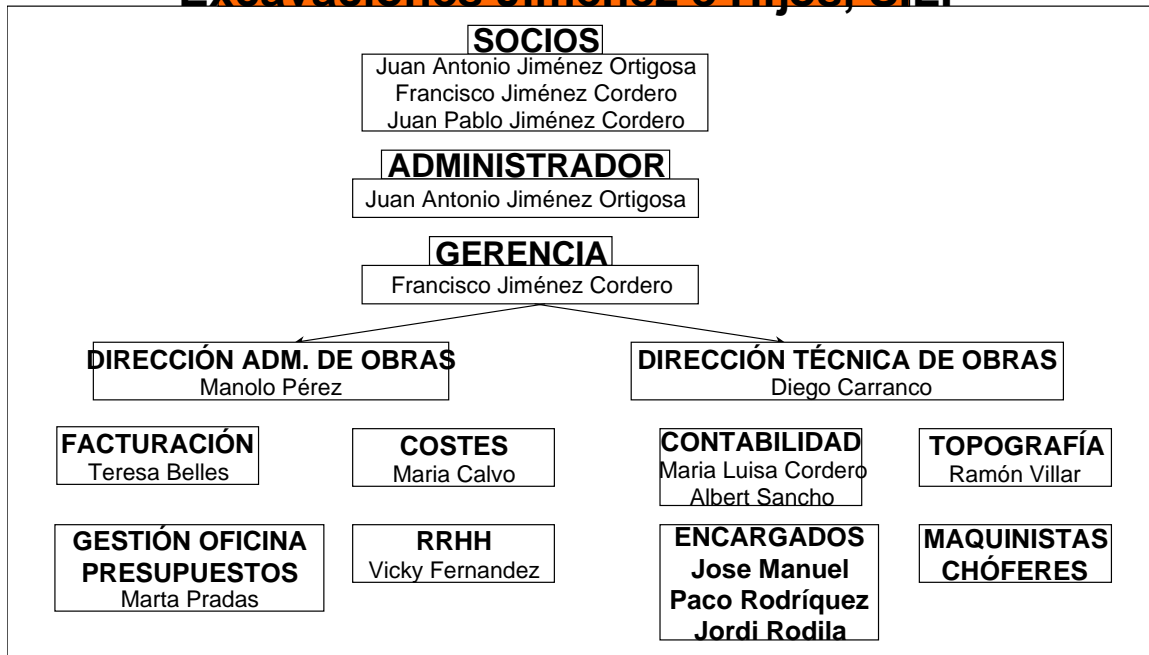 Excavaciones Jiménez e Hijos, S.L.
SOCIOS
Juan Antonio Jiménez Ortigosa
Francisco Jiménez Cordero
Juan Pablo Jiménez Cordero
ADMINISTRADOR
Juan Antonio Jiménez Ortigosa
GERENCIA
Francisco Jiménez Cordero
DIRECCIÓN ADM. DE OBRAS
Manolo Pérez
DIRECCIÓN TÉCNICA DE OBRAS
Diego Carranco
FACTURACIÓN
Teresa Belles
COSTES
Maria Calvo
CONTABILIDAD
Maria Luisa Cordero
Albert Sancho
TOPOGRAFÍA
Ramón Villar
GESTIÓN OFICINA
PRESUPUESTOS
Marta Pradas
RRHH
Vicky Fernandez
ENCARGADOS
Jose Manuel
Paco Rodríquez
Jordi Rodila
MAQUINISTAS
CHÓFERES